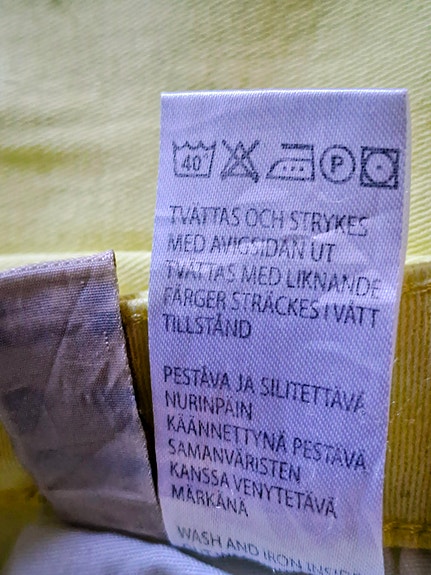 40 P
TVÄTTAS OCH STRYKES
MED AVIGSIDAN UT
TVÄTTAS MED LIKNANDE
FÄRGER STRÄCKES I VÅTT
TILLSTÅND
PESTÄVÄ JA SILITETTÄVÄ
NURINPÄIN
KÄÄNNETTYNÄ PESTÄVÄ
SAMANVÄRISTEN
KANSSA VENYTETÄVÄ
MÄRKÄNÄ
WASH AND IRON INSIDE